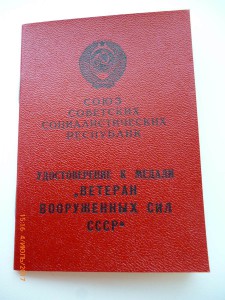 СОЮЗ
СОВЕТСКИХ
СОЦИАЛИСТИЧЕСКИХ
РЕСПУБЛИК
УДОСТОВЕРЕНИЕ К МЕДАЛИ
„ВЕТЕРАН
ВООРУЖЕННЫХ СИЛ
СССР"